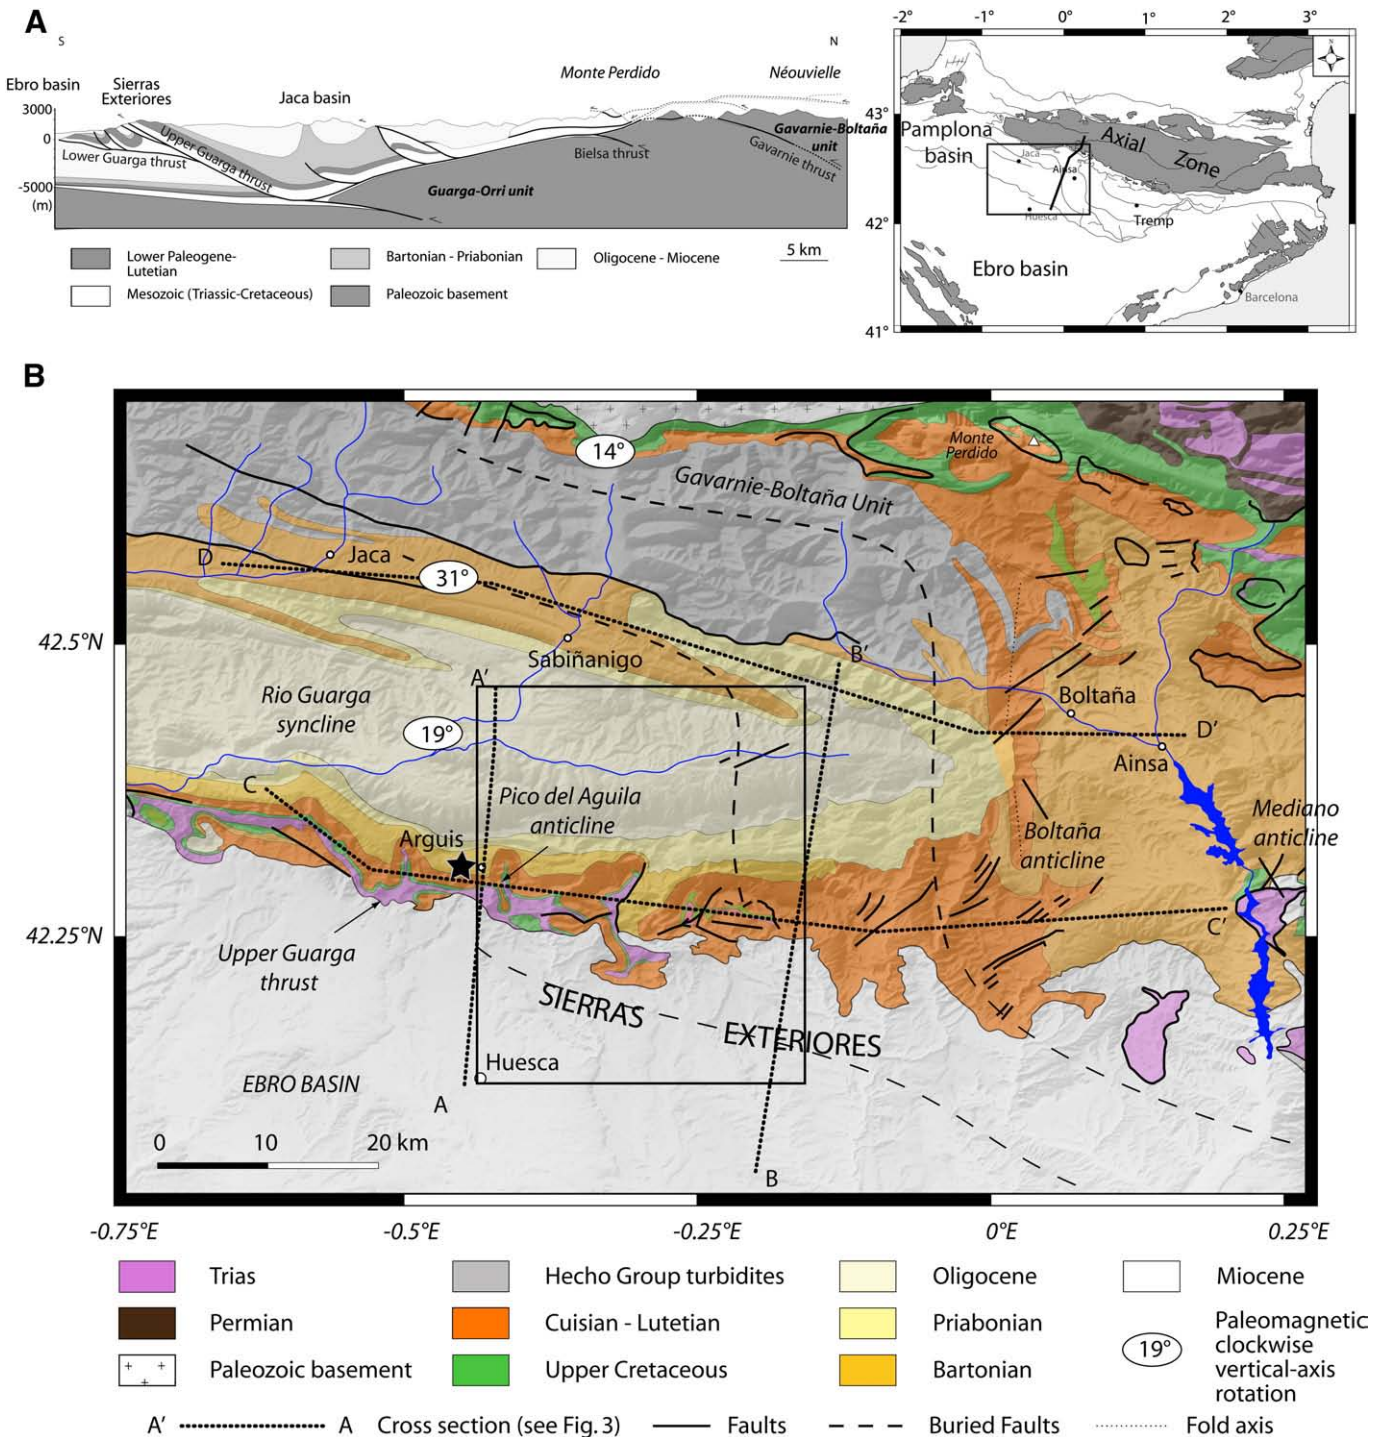 A
S
N
Ebro basin
Sierras
Exteriores
Jaca basin
Monte Perdido
Néouvielle
3000
0
-5000
(m)
Lower Guarga thrust
Upper Guarga thrust
Guarga-Orri unit
Bielsa thrust
Gavarnie-Boltaña
unit
Gavarnie thrust
Lower Paleogene-
Lutetian
Bartonian - Priabonian
Oligocene - Miocene
5 km
Mesozoic (Triassic-Cretaceous)
Paleozoic basement
-2°
-1°
0°
1°
2°
3°
N
43°
42°
41°
Pamplona
basin
Axial
Zone
Jaca
Ainsa
Huesca
Tremp
Ebro basin
Barcelona
B
14°
Gavarnie-Boltaña Unit
Monte
Perdido
D
Jaca
31°
42.5°N
Sabiñanigo
B'
A'
Boltaña
D'
Ainsa
Rio Guarga
syncline
19°
C
Pico del Aguila
anticline
Arguis
Boltaña
anticline
Mediano
anticline
C'
42.25°N
Upper Guarga
thrust
SIERRAS
EXTERIORES
Huesca
EBRO BASIN
A
B
0 10 20 km
-0.75°E
-0.5°E
-0.25°E
0°E
0.25°E
Trias
Hecho Group turbidites
Oligocene
Miocene
Permian
Cuisian - Lutetian
Priabonian
19°
Paleomagnetic
clockwise
vertical-axis
rotation
Paleozoic basement
Upper Cretaceous
Bartonian
A' A Cross section (see Fig. 3)
Faults
Buried Faults
Fold axis